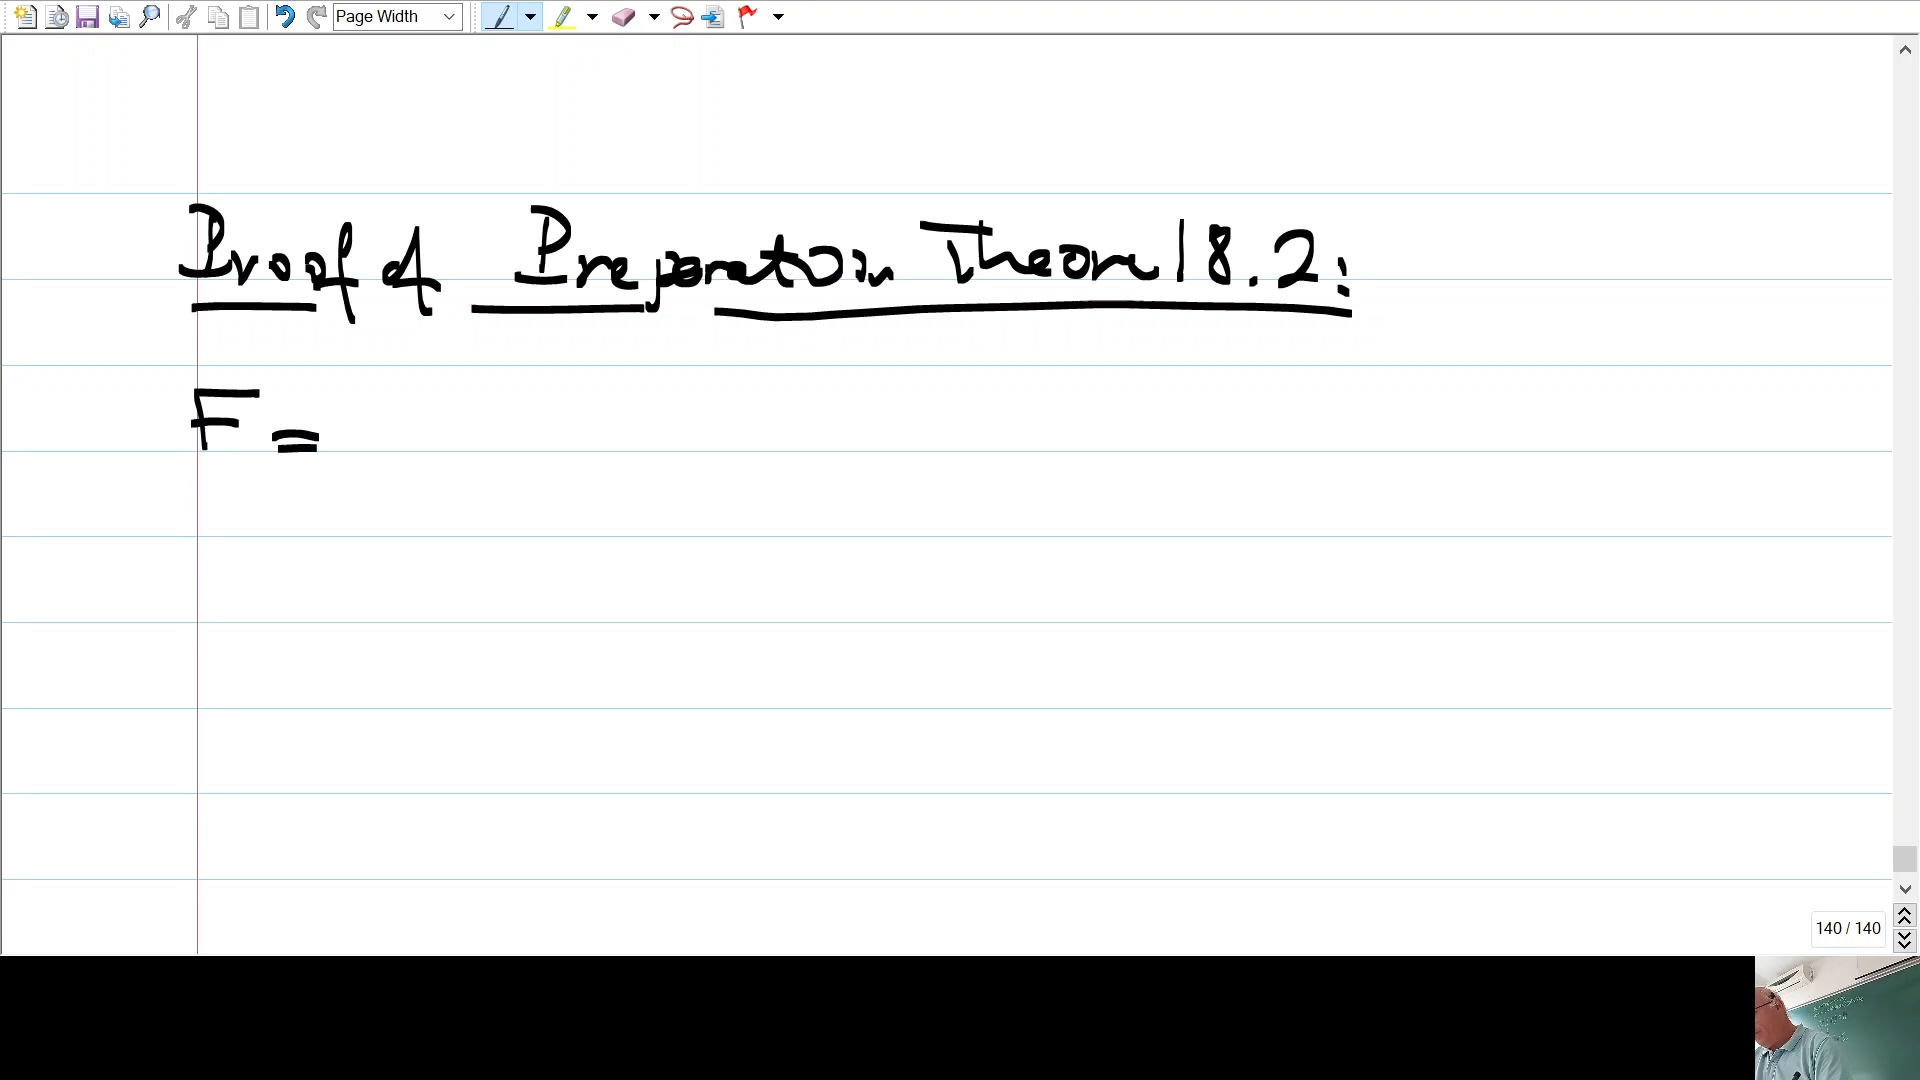 Page Width
Proof of Preparation Theorem 18.2:
F =
140 / 140